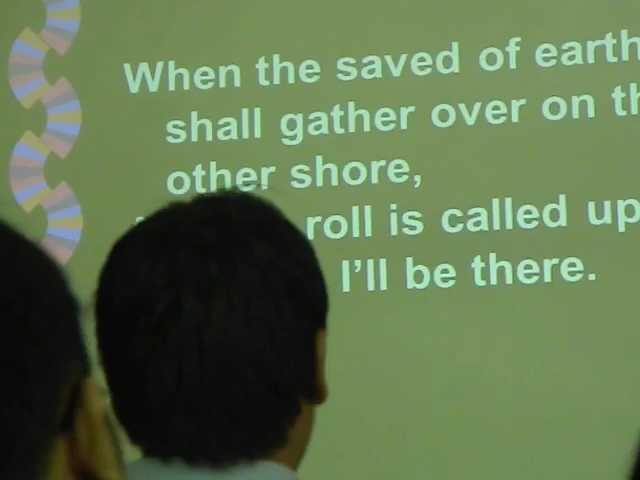 When the saved of earth
shall gather over on th
other shore,
roll is called up
I'll be there.